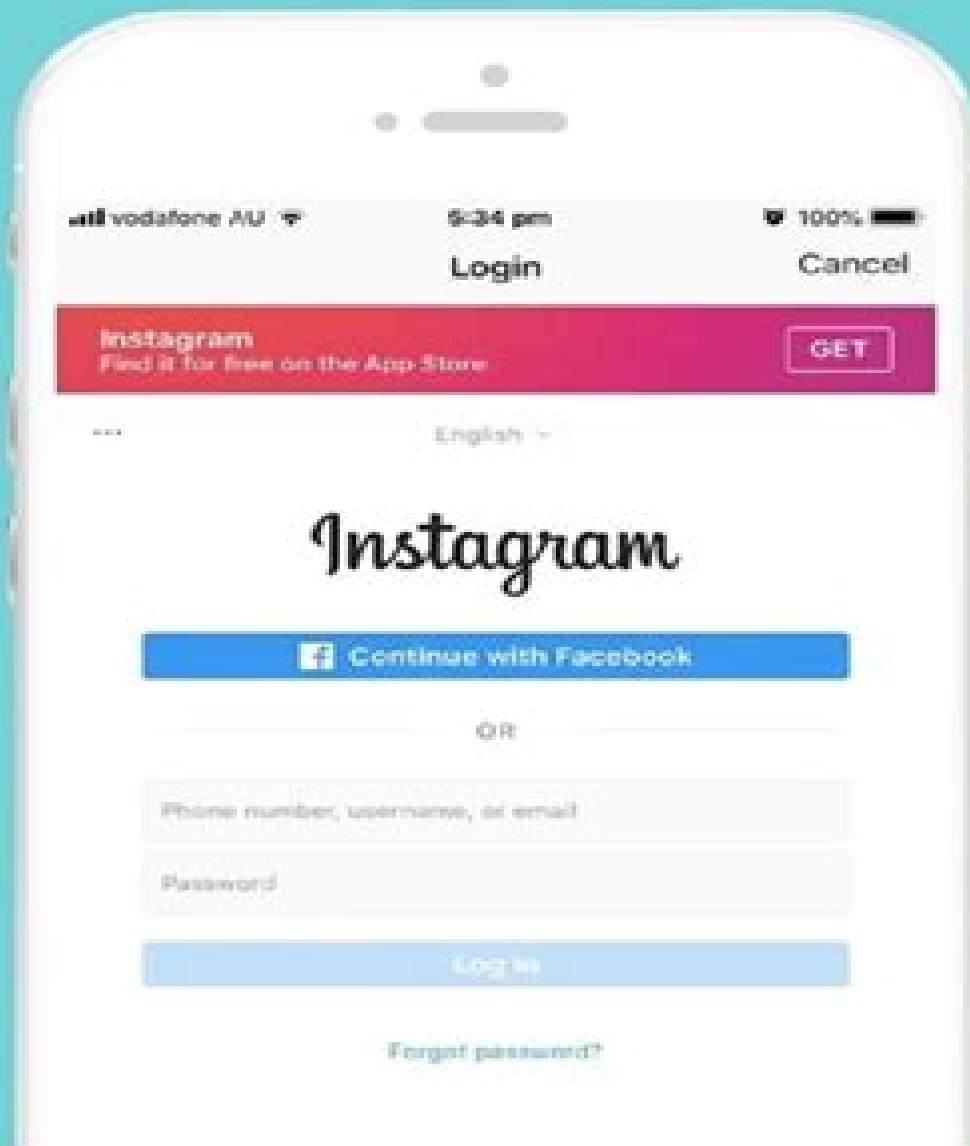 vodafone AU 5:34 pm 100%
Login Cancel
Instagram
Find it for free on the App Store
GET
... English
Instagram
f Continue with Facebook
OR
Phone number, username, or email
Password
Log in
Forgot password?